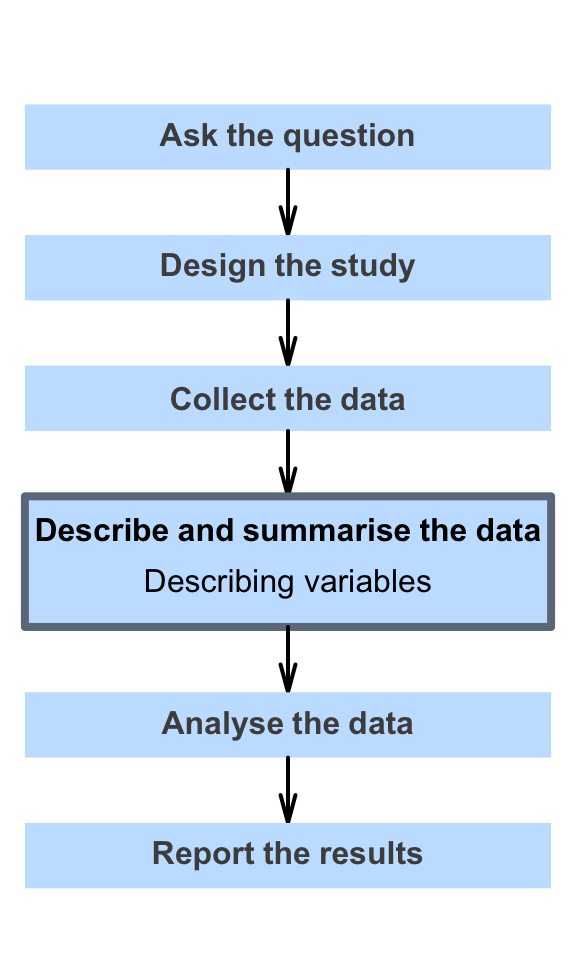 Ask the question
Design the study
Collect the data
Describe and summarise the data
Describing variables
Analyse the data
Report the results